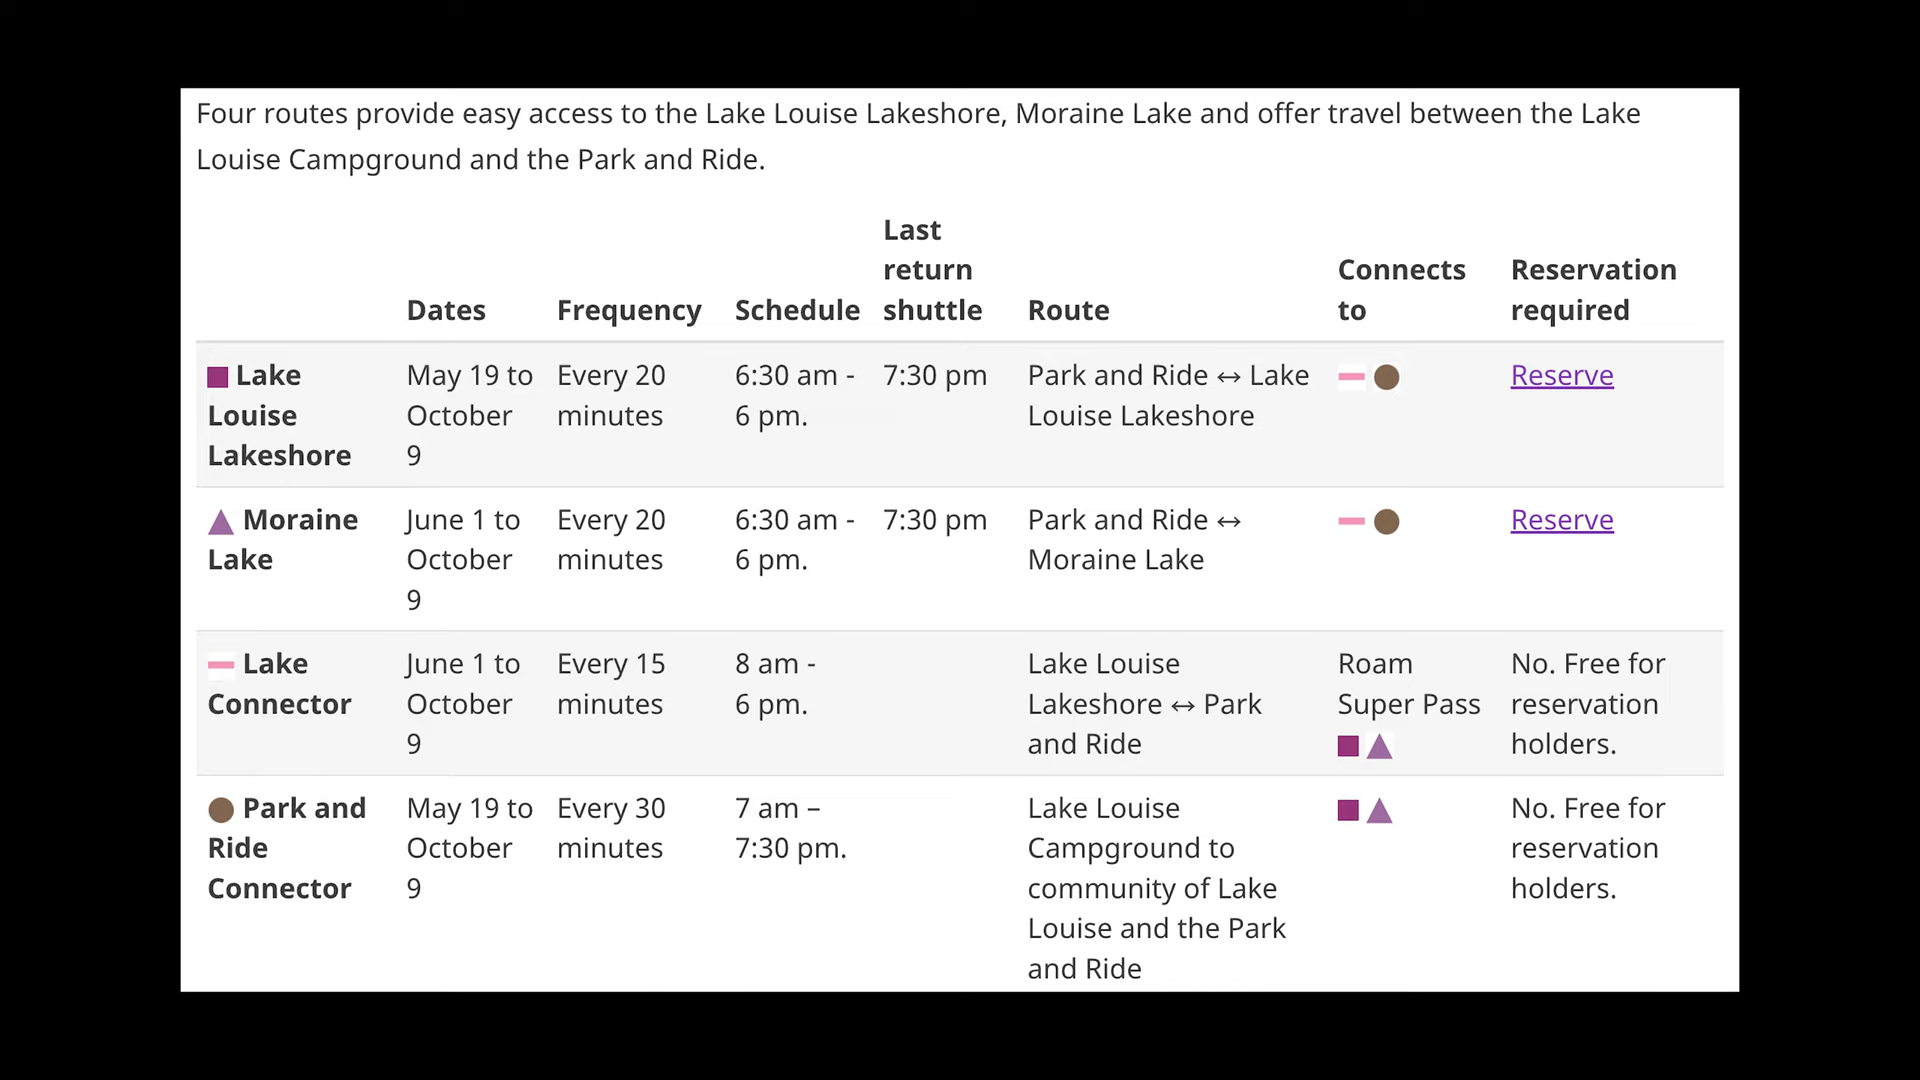 Four routes provide easy access to the Lake Louise Lakeshore, Moraine Lake and offer travel between the Lake
Louise Campground and the Park and Ride.
Dates
Frequency
Schedule
Last
return
shuttle
Route
Connects
to
Reservation
required
Lake
Louise
Lakeshore
May 19 to
October
9
Every 20
minutes
6:30 am -
6 pm.
7:30 pm
Park and Ride ↔ Lake
Louise Lakeshore
Reserve
Moraine
Lake
June 1 to
October
9
Every 20
minutes
6:30 am -
6 pm.
7:30 pm
Park and Ride ↔
Moraine Lake
Reserve
Lake
Connector
June 1 to
October
9
Every 15
minutes
8 am -
6 pm.
Lake Louise
Lakeshore ↔ Park
and Ride
Roam
Super Pass
No. Free for
reservation
holders.
Park and
Ride
Connector
May 19 to
October
9
Every 30
minutes
7 am –
7:30 pm.
Lake Louise
Campground to
community of Lake
Louise and the Park
and Ride
No. Free for
reservation
holders.